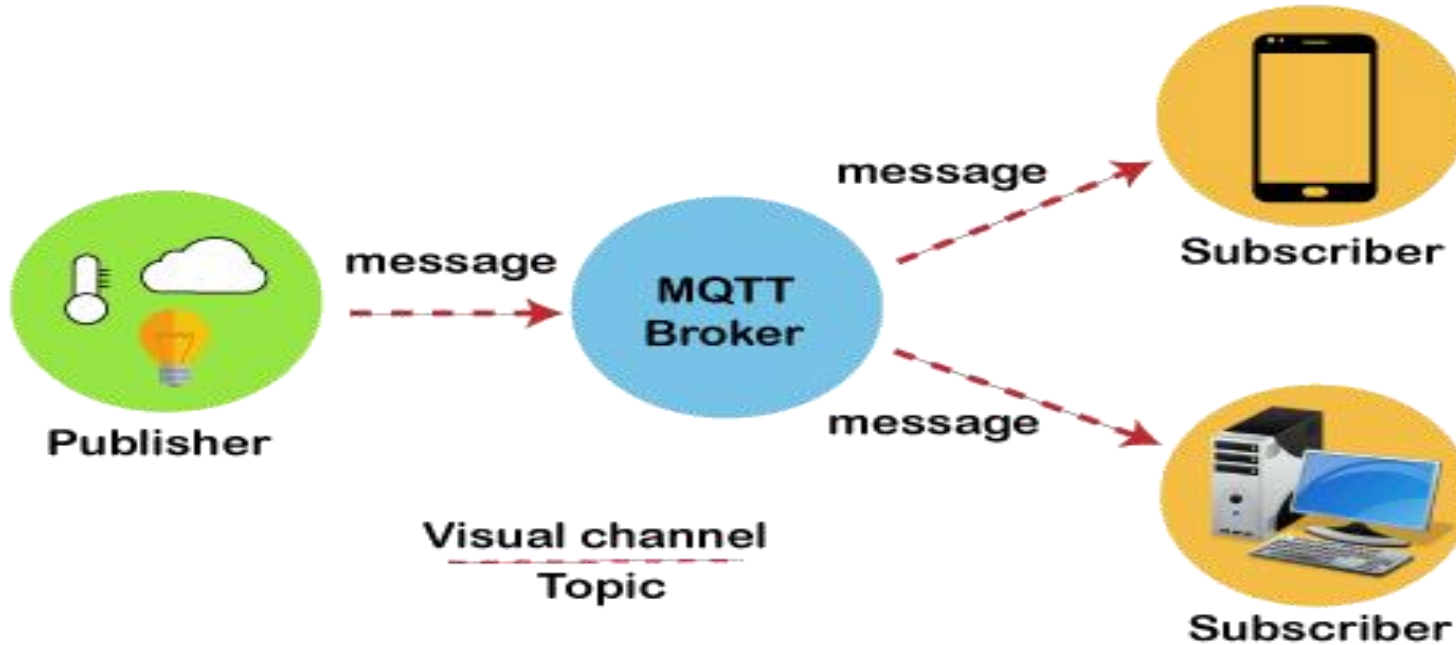 message
Subscriber
message
MQTT
Broker
Publisher
message
Visual channel
Topic
Subscriber